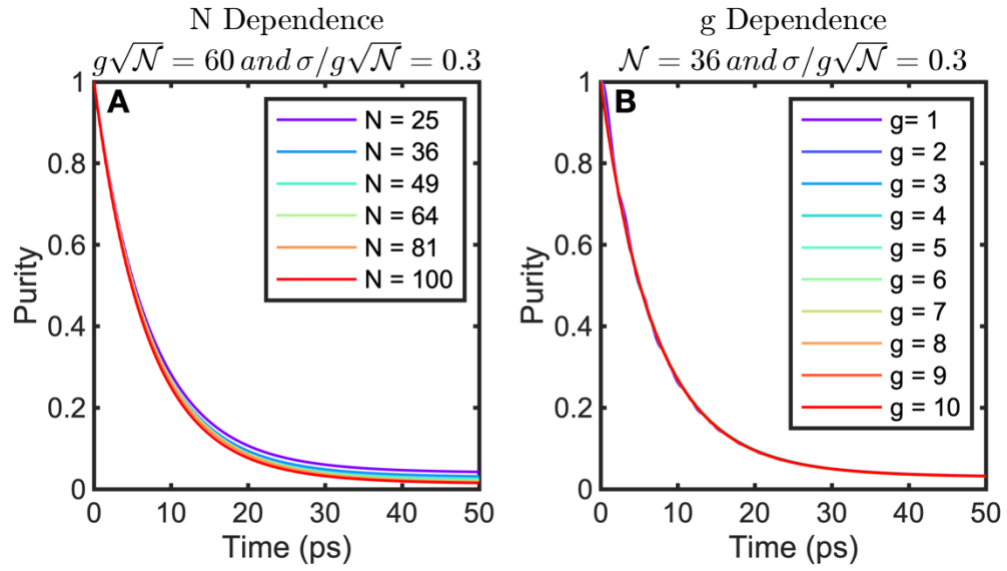 N Dependence
g√𝒩 = 60 and σ/g√𝒩 = 0.3
A
N = 25
N = 36
N = 49
N = 64
N = 81
N = 100
Purity
1
0.8
0.6
0.4
0.2
0
0 10 20 30 40 50
Time (ps)
g Dependence
𝒩 = 36 and σ/g√𝒩 = 0.3
B
g= 1
g = 2
g = 3
g = 4
g = 5
g = 6
g = 7
g = 8
g = 9
g = 10
Purity
1
0.8
0.6
0.4
0.2
0
0 10 20 30 40 50
Time (ps)